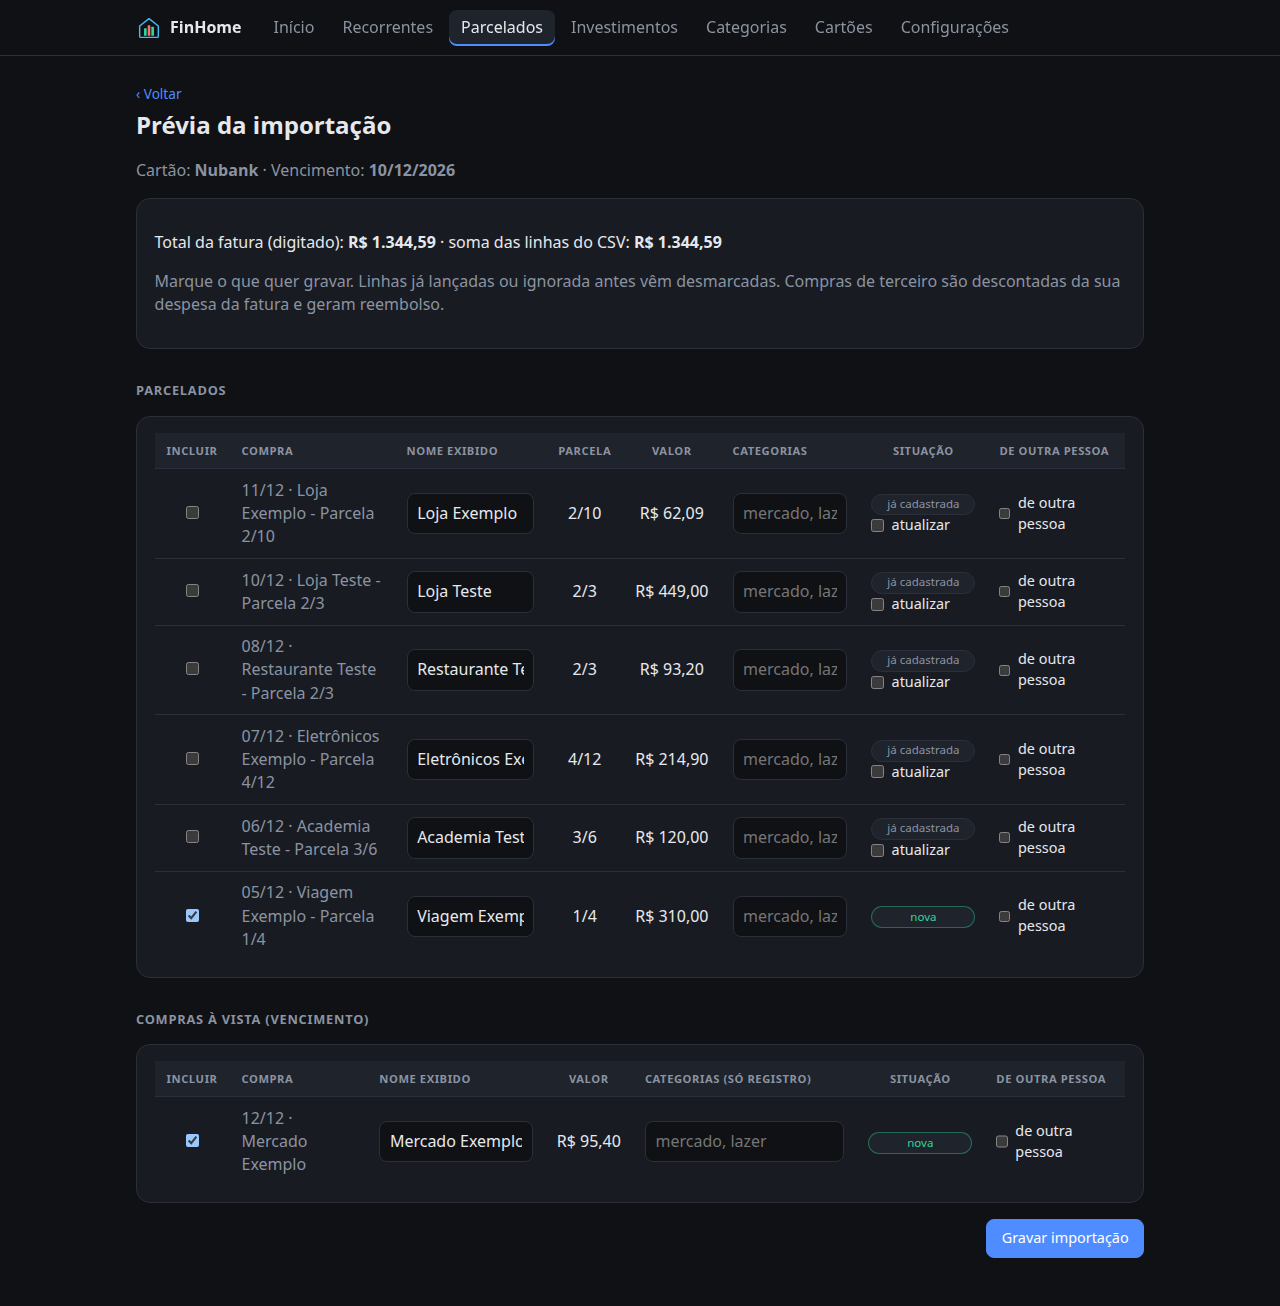 FinHome Início Recorrentes Parcelados Investimentos Categorias Cartões Configurações
‹ Voltar
Prévia da importação
Cartão: Nubank · Vencimento: 10/12/2026
Total da fatura (digitado): R$ 1.344,59 · soma das linhas do CSV: R$ 1.344,59
Marque o que quer gravar. Linhas já lançadas ou ignorada antes vêm desmarcadas. Compras de terceiro são descontadas da sua
despesa da fatura e geram reembolso.
PARCELADOS
INCLUIR COMPRA NOME EXIBIDO PARCELA VALOR CATEGORIAS SITUAÇÃO DE OUTRA PESSOA
11/12 · Loja
Exemplo - Parcela
2/10
Loja Exemplo
2/10
R$ 62,09
mercado, laz
já cadastrada
atualizar
de outra
pessoa
10/12 · Loja Teste -
Parcela 2/3
Loja Teste
2/3
R$ 449,00
mercado, laz
já cadastrada
atualizar
de outra
pessoa
08/12 ·
Restaurante Teste
- Parcela 2/3
Restaurante Te
2/3
R$ 93,20
mercado, laz
já cadastrada
atualizar
de outra
pessoa
07/12 · Eletrônicos
Exemplo - Parcela
4/12
Eletrônicos Exe
4/12
R$ 214,90
mercado, laz
já cadastrada
atualizar
de outra
pessoa
06/12 · Academia
Teste - Parcela 3/6
Academia Test
3/6
R$ 120,00
mercado, laz
já cadastrada
atualizar
de outra
pessoa
05/12 · Viagem
Exemplo - Parcela
1/4
Viagem Exemp
1/4
R$ 310,00
mercado, laz
nova
de outra
pessoa
COMPRAS À VISTA (VENCIMENTO)
INCLUIR COMPRA NOME EXIBIDO VALOR CATEGORIAS (SÓ REGISTRO) SITUAÇÃO DE OUTRA PESSOA
12/12 ·
Mercado
Exemplo
Mercado Exemplo
R$ 95,40
mercado, lazer
nova
de outra
pessoa
Gravar importação